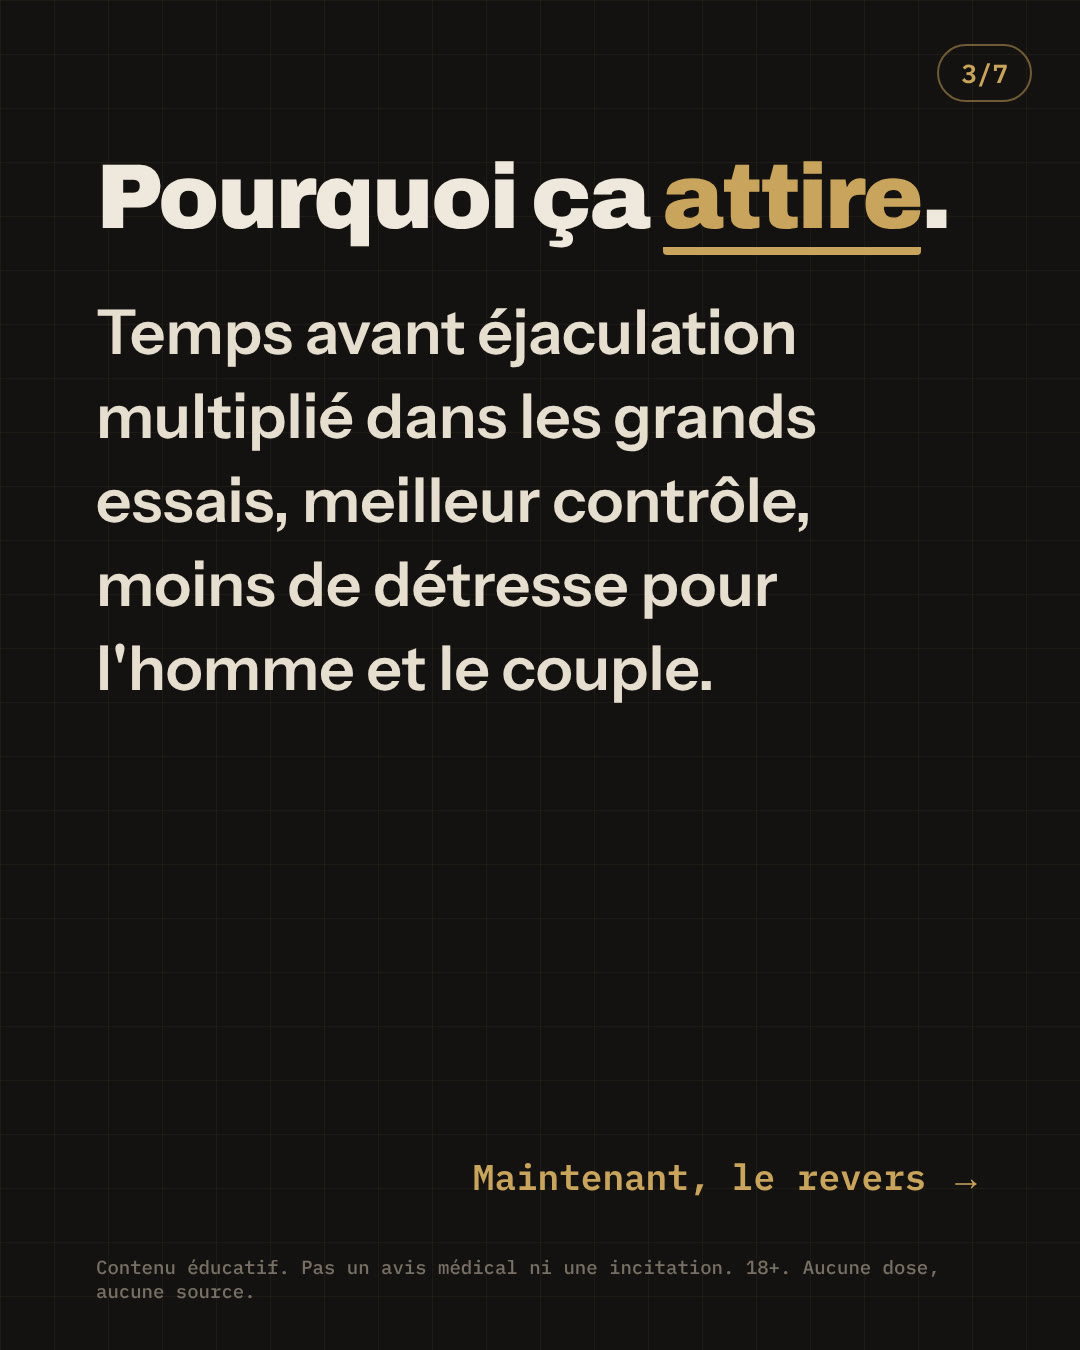 3/7
Pourquoi ça attire.
Temps avant éjaculation
multiplié dans les grands
essais, meilleur contrôle,
moins de détresse pour
l'homme et le couple.
Maintenant, le revers →
Contenu éducatif. Pas un avis médical ni une incitation. 18+. Aucune dose,
aucune source.